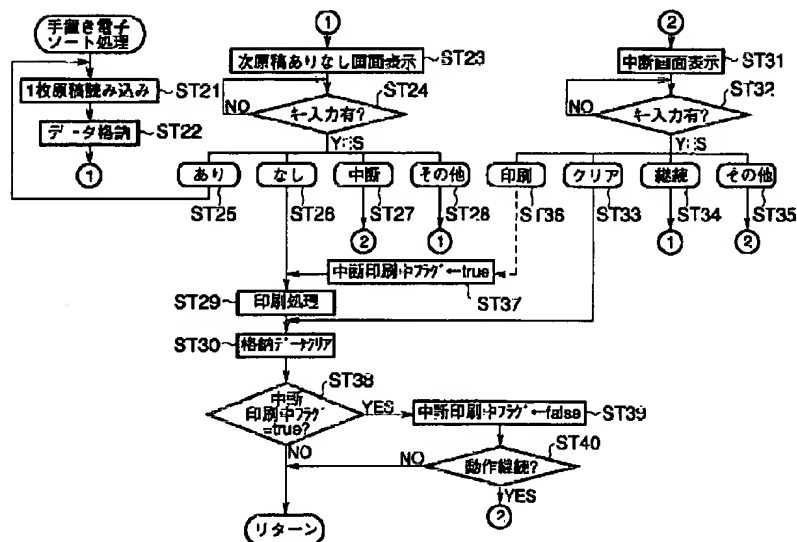 手置き電子
ソート処理
1枚原稿読み込み
ST21
データ格納
ST22
1
1
次原稿ありなし画面表示
ST23
ST24
NO
キー入力有?
YES
あり
なし
中断
その他
ST25
ST26
ST27
ST28
2
1
2
中断画面表示
ST31
ST32
NO
キー入力有?
YES
印刷
クリア
継続
その他
ST36
ST33
ST34
ST35
1
2
中断印刷中フラグ←true
ST37
ST29
印刷処理
ST30
格納データクリア
ST38
中断
印刷中フラグ
=true?
YES
中断印刷中フラグ←false
ST39
ST40
NO
NO
動作継続?
YES
リターン
2